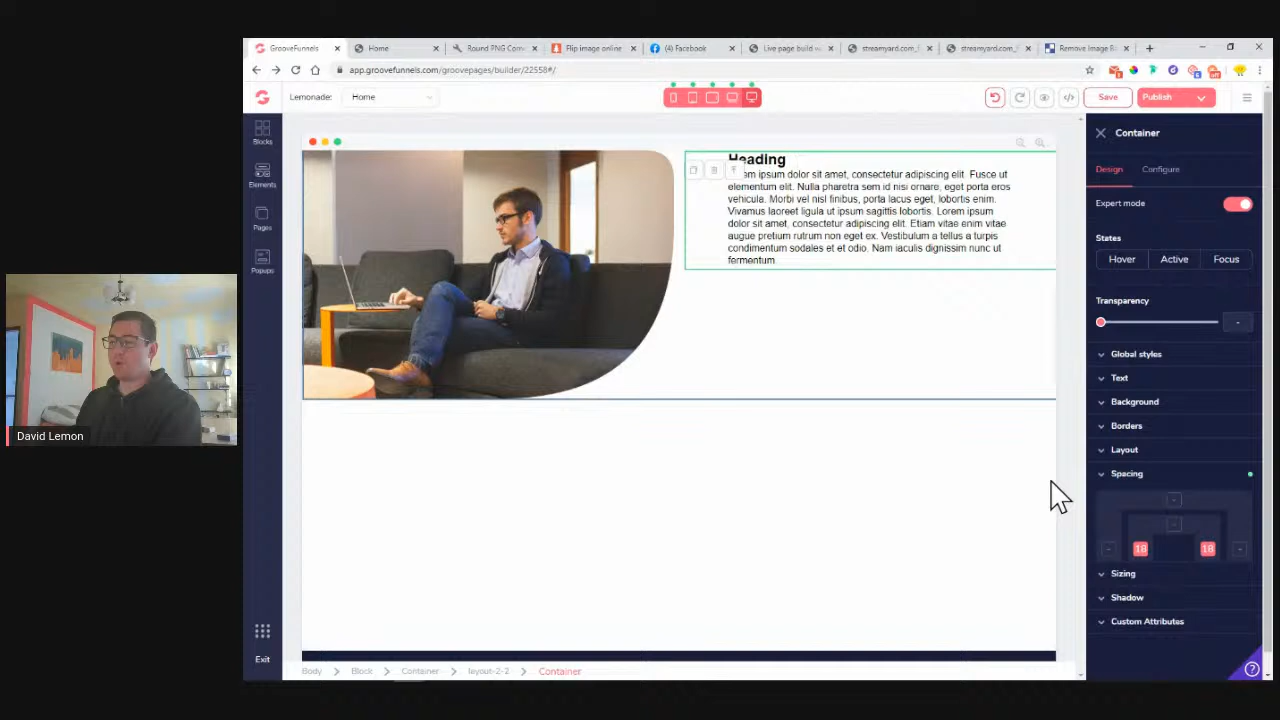 GrooveFunnels
Home
Round PNG Con
Flip image online
(4) Facebook
Live page build w
streamyard.com_
streamyard.com_
Remove Image B
app.groovefunnels.com/groovepages/builder/22558#/
Lemonade:
Home
Save
Publish
Blocks
Elements
Pages
Popups
Exit
Heading
em ipsum dolor sit amet, consectetur adipiscing elit. Fusce ut
elementum elit. Nulla pharetra sem id nisi ornare, eget porta eros
vehicula. Morbi vel nisl finibus, porta lacus eget, lobortis enim.
Vivamus laoreet ligula ut ipsum sagittis lobortis. Lorem ipsum
dolor sit amet, consectetur adipiscing elit. Etiam vitae vitae
augue pretium rutrum non eget ex. Vestibulum a tellus a turpis
condimentum sodales et et odio. Nam iaculis dignissim nunc ut
fermentum.
Container
Design
Configure
Expert mode
States
Hover
Active
Focus
Transparency
-
Global styles
Text
Background
Borders
Layout
Spacing
18
18
Sizing
Shadow
Custom Attributes
Body
Block
Container
layout-2-2
Container
David Lemon